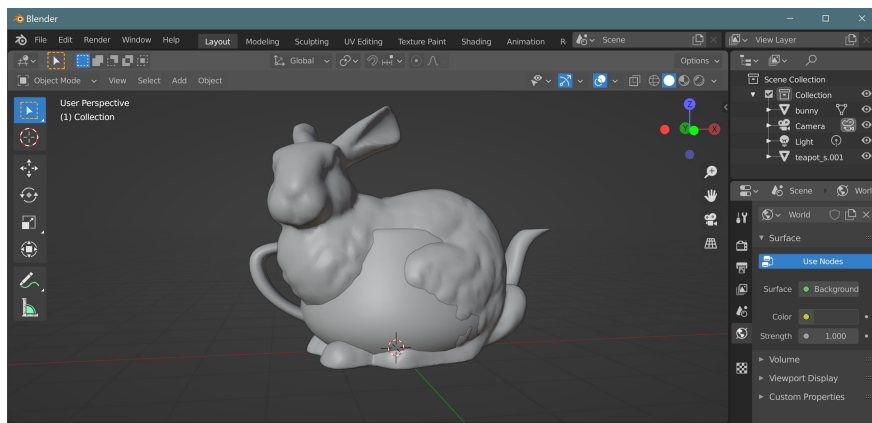 Blender
File Edit Render Window Help Layout Modeling Sculpting UV Editing Texture Paint Shading Animation R Scene View Layer
Global Options
Object Mode View Select Add Object
User Perspective
(1) Collection
Z
Y
X
Scene Collection
Collection
bunny
Camera
Light
teapot_s.001
Scene Worl
World
Surface
Use Nodes
Surface Background
Color
Strength 1.000
Volume
Viewport Display
Custom Properties